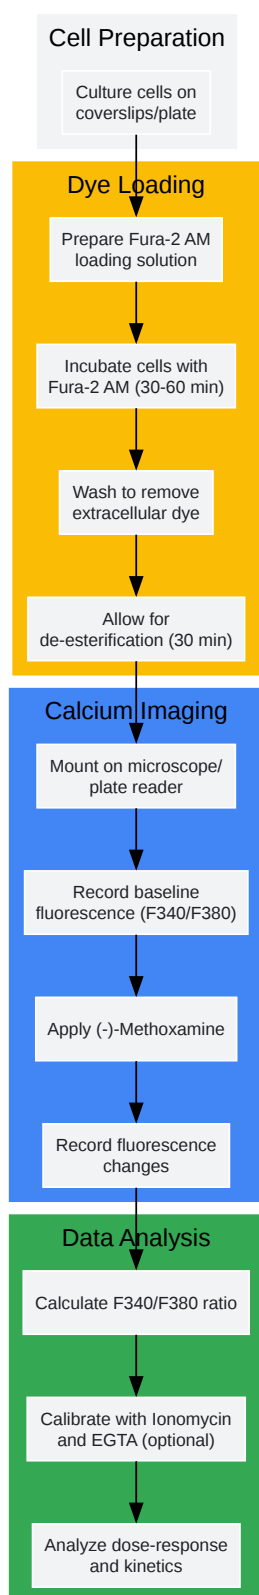 Cell Preparation
Culture cells on
coverslips/plate
Dye Loading
Prepare Fura-2 AM
loading solution
Incubate cells with
Fura-2 AM (30-60 min)
Wash to remove
extracellular dye
Allow for
de-esterification (30 min)
Calcium Imaging
Mount on microscope/
plate reader
Record baseline
fluorescence (F340/F380)
Apply (-)-Methoxamine
Record fluorescence
changes
Data Analysis
Calculate F340/F380 ratio
Calibrate with Ionomycin
and EGTA (optional)
Analyze dose-response
and kinetics